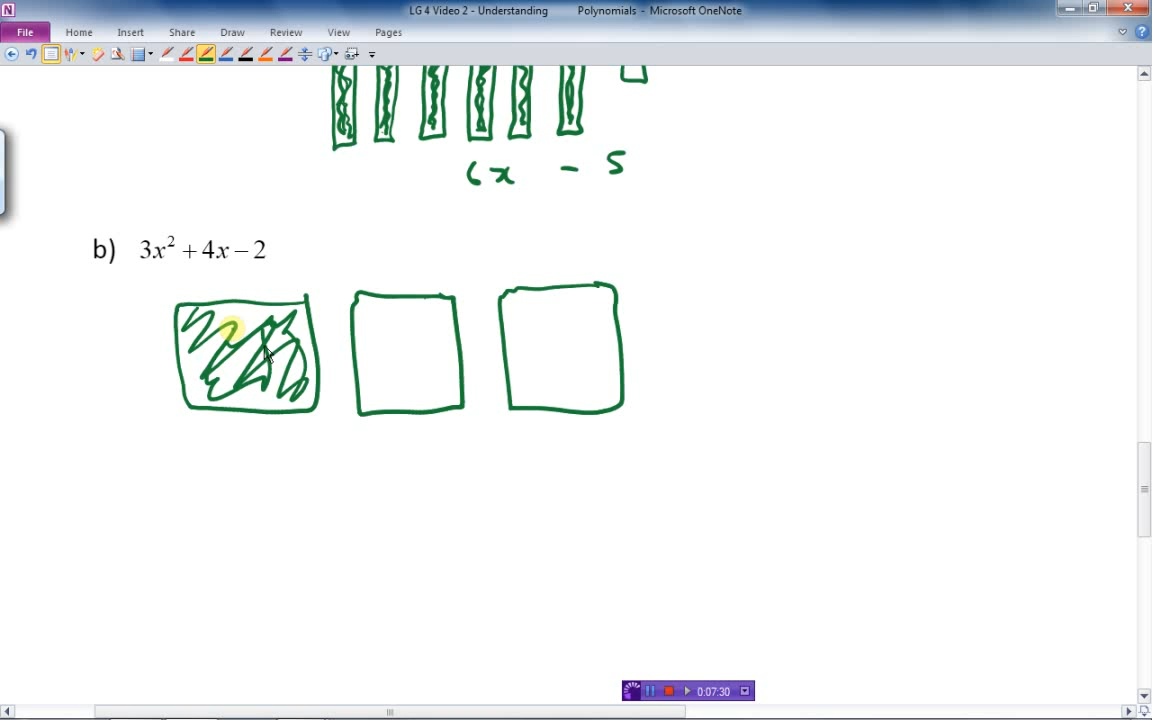 LG 4 Video 2 - Understanding Polynomials - Microsoft OneNote
File Home Insert Share Draw Review View Pages
6x - 5
b) 3x² + 4x − 2
0:07:30